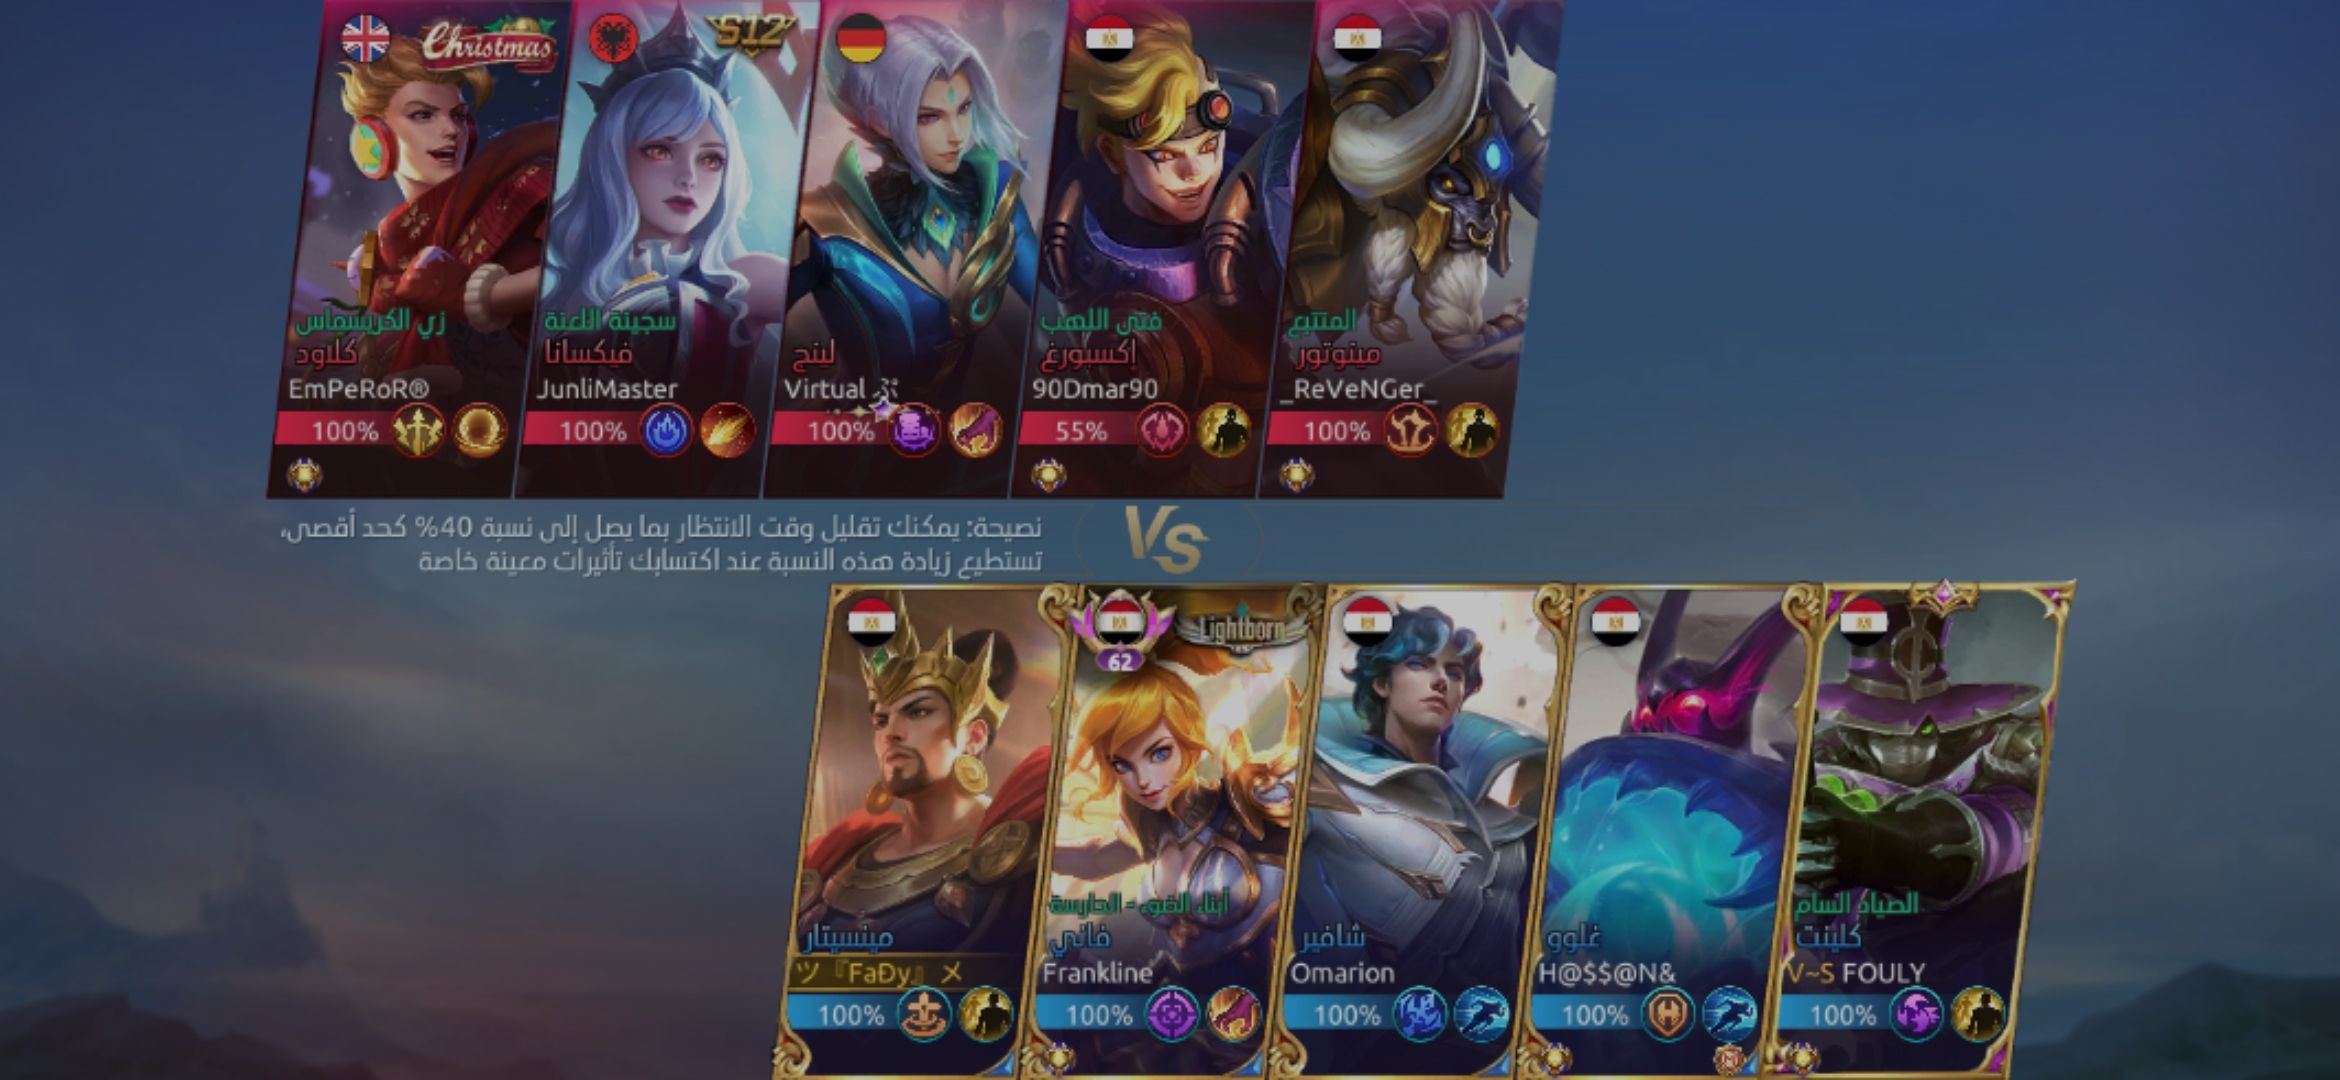 Christmas
S12
زي الكريسماس
كلاود
EmPeRoR®
100%
سجينة اللعنة
فيكسانا
JunliMaster
100%
لينج
Virtual
100%
فتى اللهب
إكسبورغ
90Dmar90
55%
المتتبع
مينوتور
_ReVeNGer_
100%
نصيحة: يمكنك تقليل وقت الانتظار بما يصل إلى نسبة 40% كحد أقصى،
تستطيع زيادة هذه النسبة عند اكتسابك تأثيرات معينة خاصة
VS
مينسيتار
ツ『FaĐy』メ
100%
62
Lightborn
أبناء الضوء - الحارسة
فاني
Frankline
100%
شافير
Omarion
100%
غلوو
H@$$@N&
100%
الصياد السام
كلينت
V~S FOULY
100%